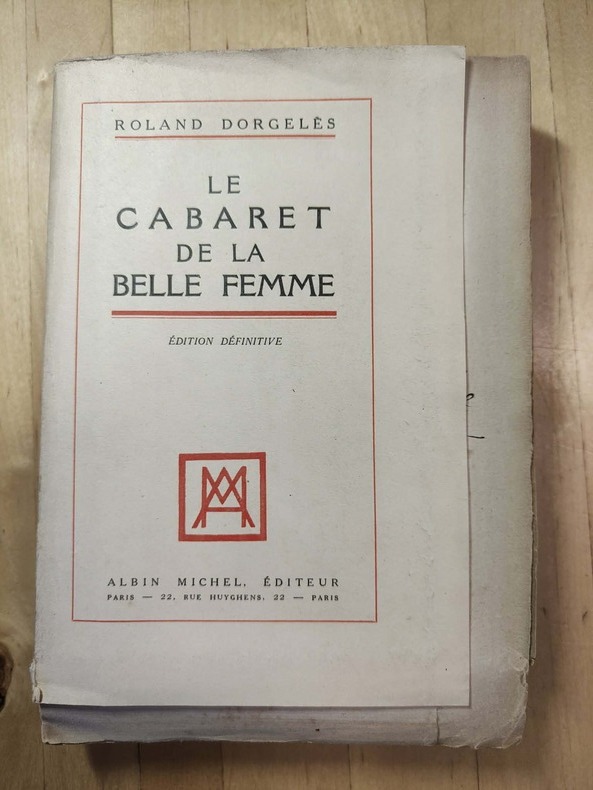 ROLAND DORGELÈS
LE
CABARET
DE LA
BELLE FEMME
ÉDITION DÉFINITIVE
AM
ALBIN MICHEL, ÉDITEUR
PARIS — 22, RUE HUYGHENS, 22 — PARIS